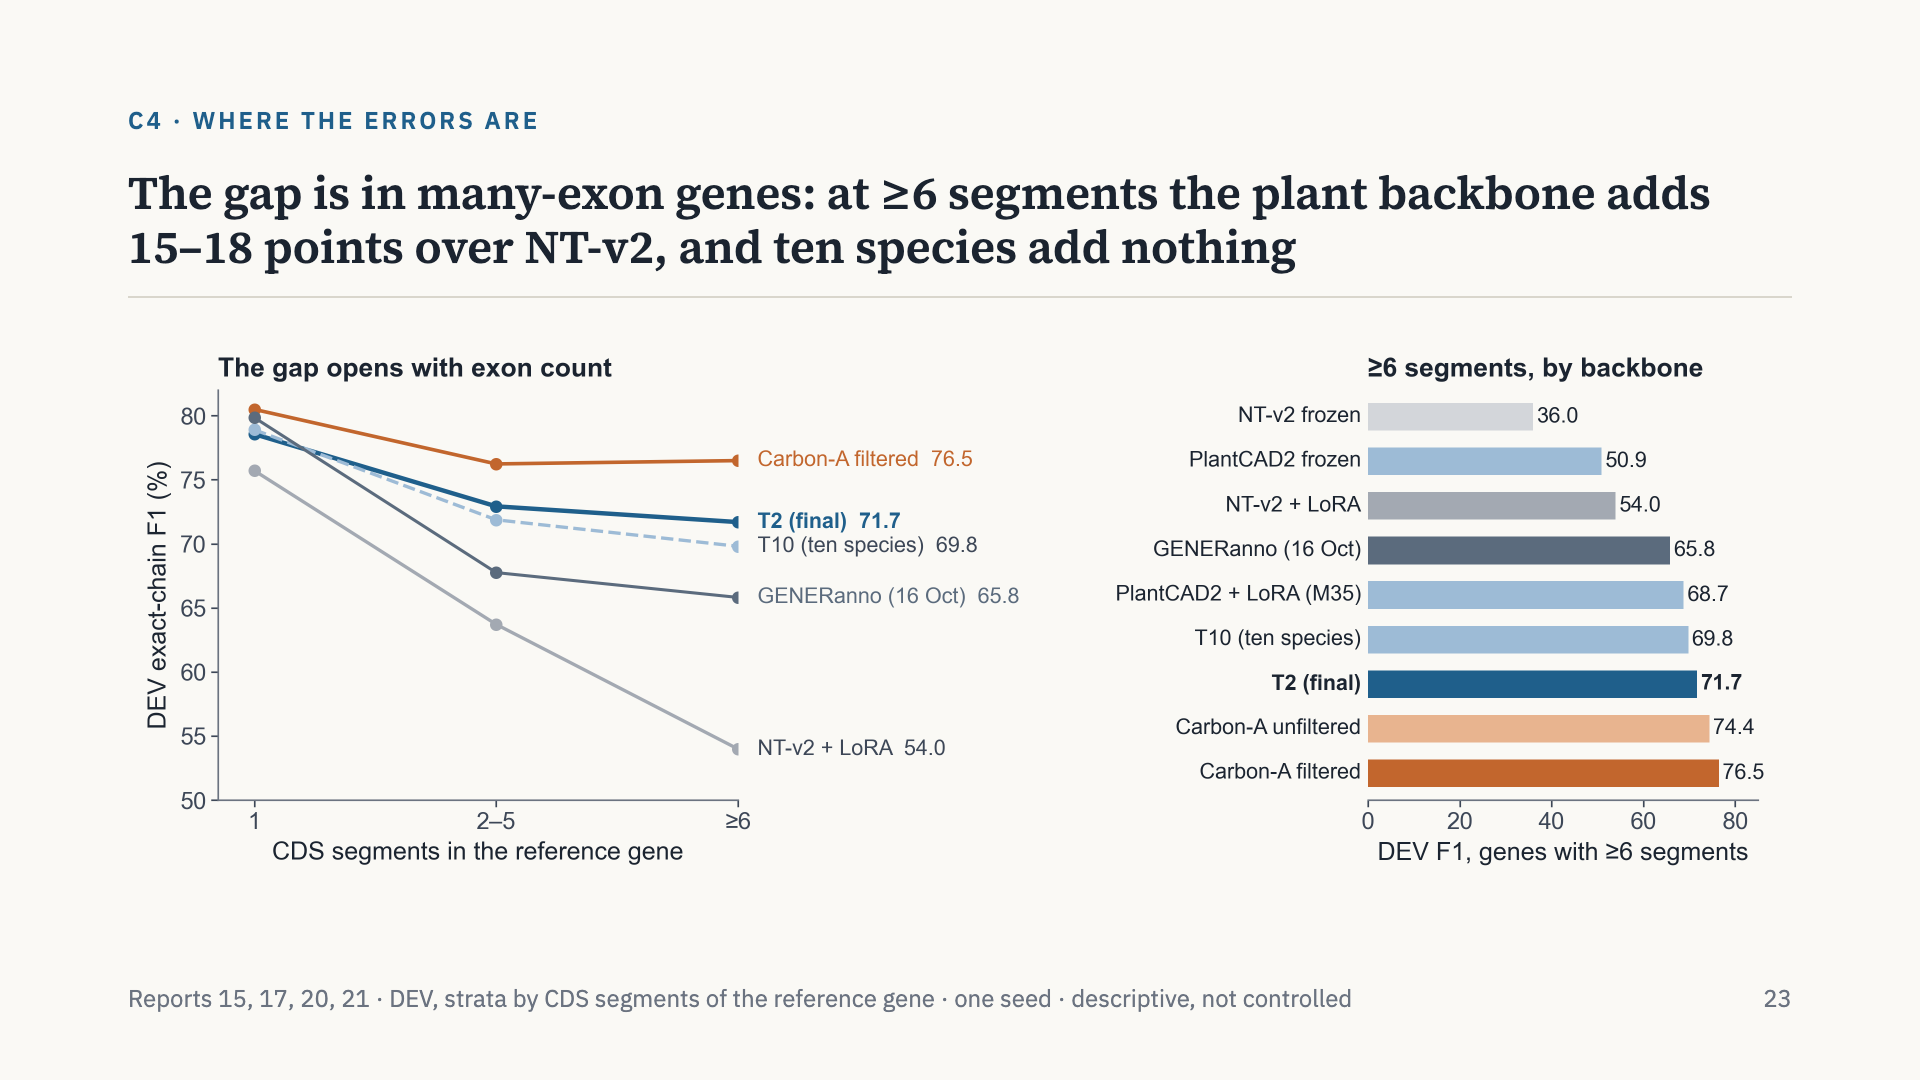 C4 · WHERE THE ERRORS ARE
The gap is in many-exon genes: at ≥6 segments the plant backbone adds
15–18 points over NT-v2, and ten species add nothing
The gap opens with exon count
DEV exact-chain F1 (%)
80
75
70
65
60
55
50
1
2–5
≥6
CDS segments in the reference gene
Carbon-A filtered 76.5
T2 (final) 71.7
T10 (ten species) 69.8
GENERanno (16 Oct) 65.8
NT-v2 + LoRA 54.0
≥6 segments, by backbone
NT-v2 frozen 36.0
PlantCAD2 frozen 50.9
NT-v2 + LoRA 54.0
GENERanno (16 Oct) 65.8
PlantCAD2 + LoRA (M35) 68.7
T10 (ten species) 69.8
T2 (final) 71.7
Carbon-A unfiltered 74.4
Carbon-A filtered 76.5
0 20 40 60 80
DEV F1, genes with ≥6 segments
Reports 15, 17, 20, 21 · DEV, strata by CDS segments of the reference gene · one seed · descriptive, not controlled
23